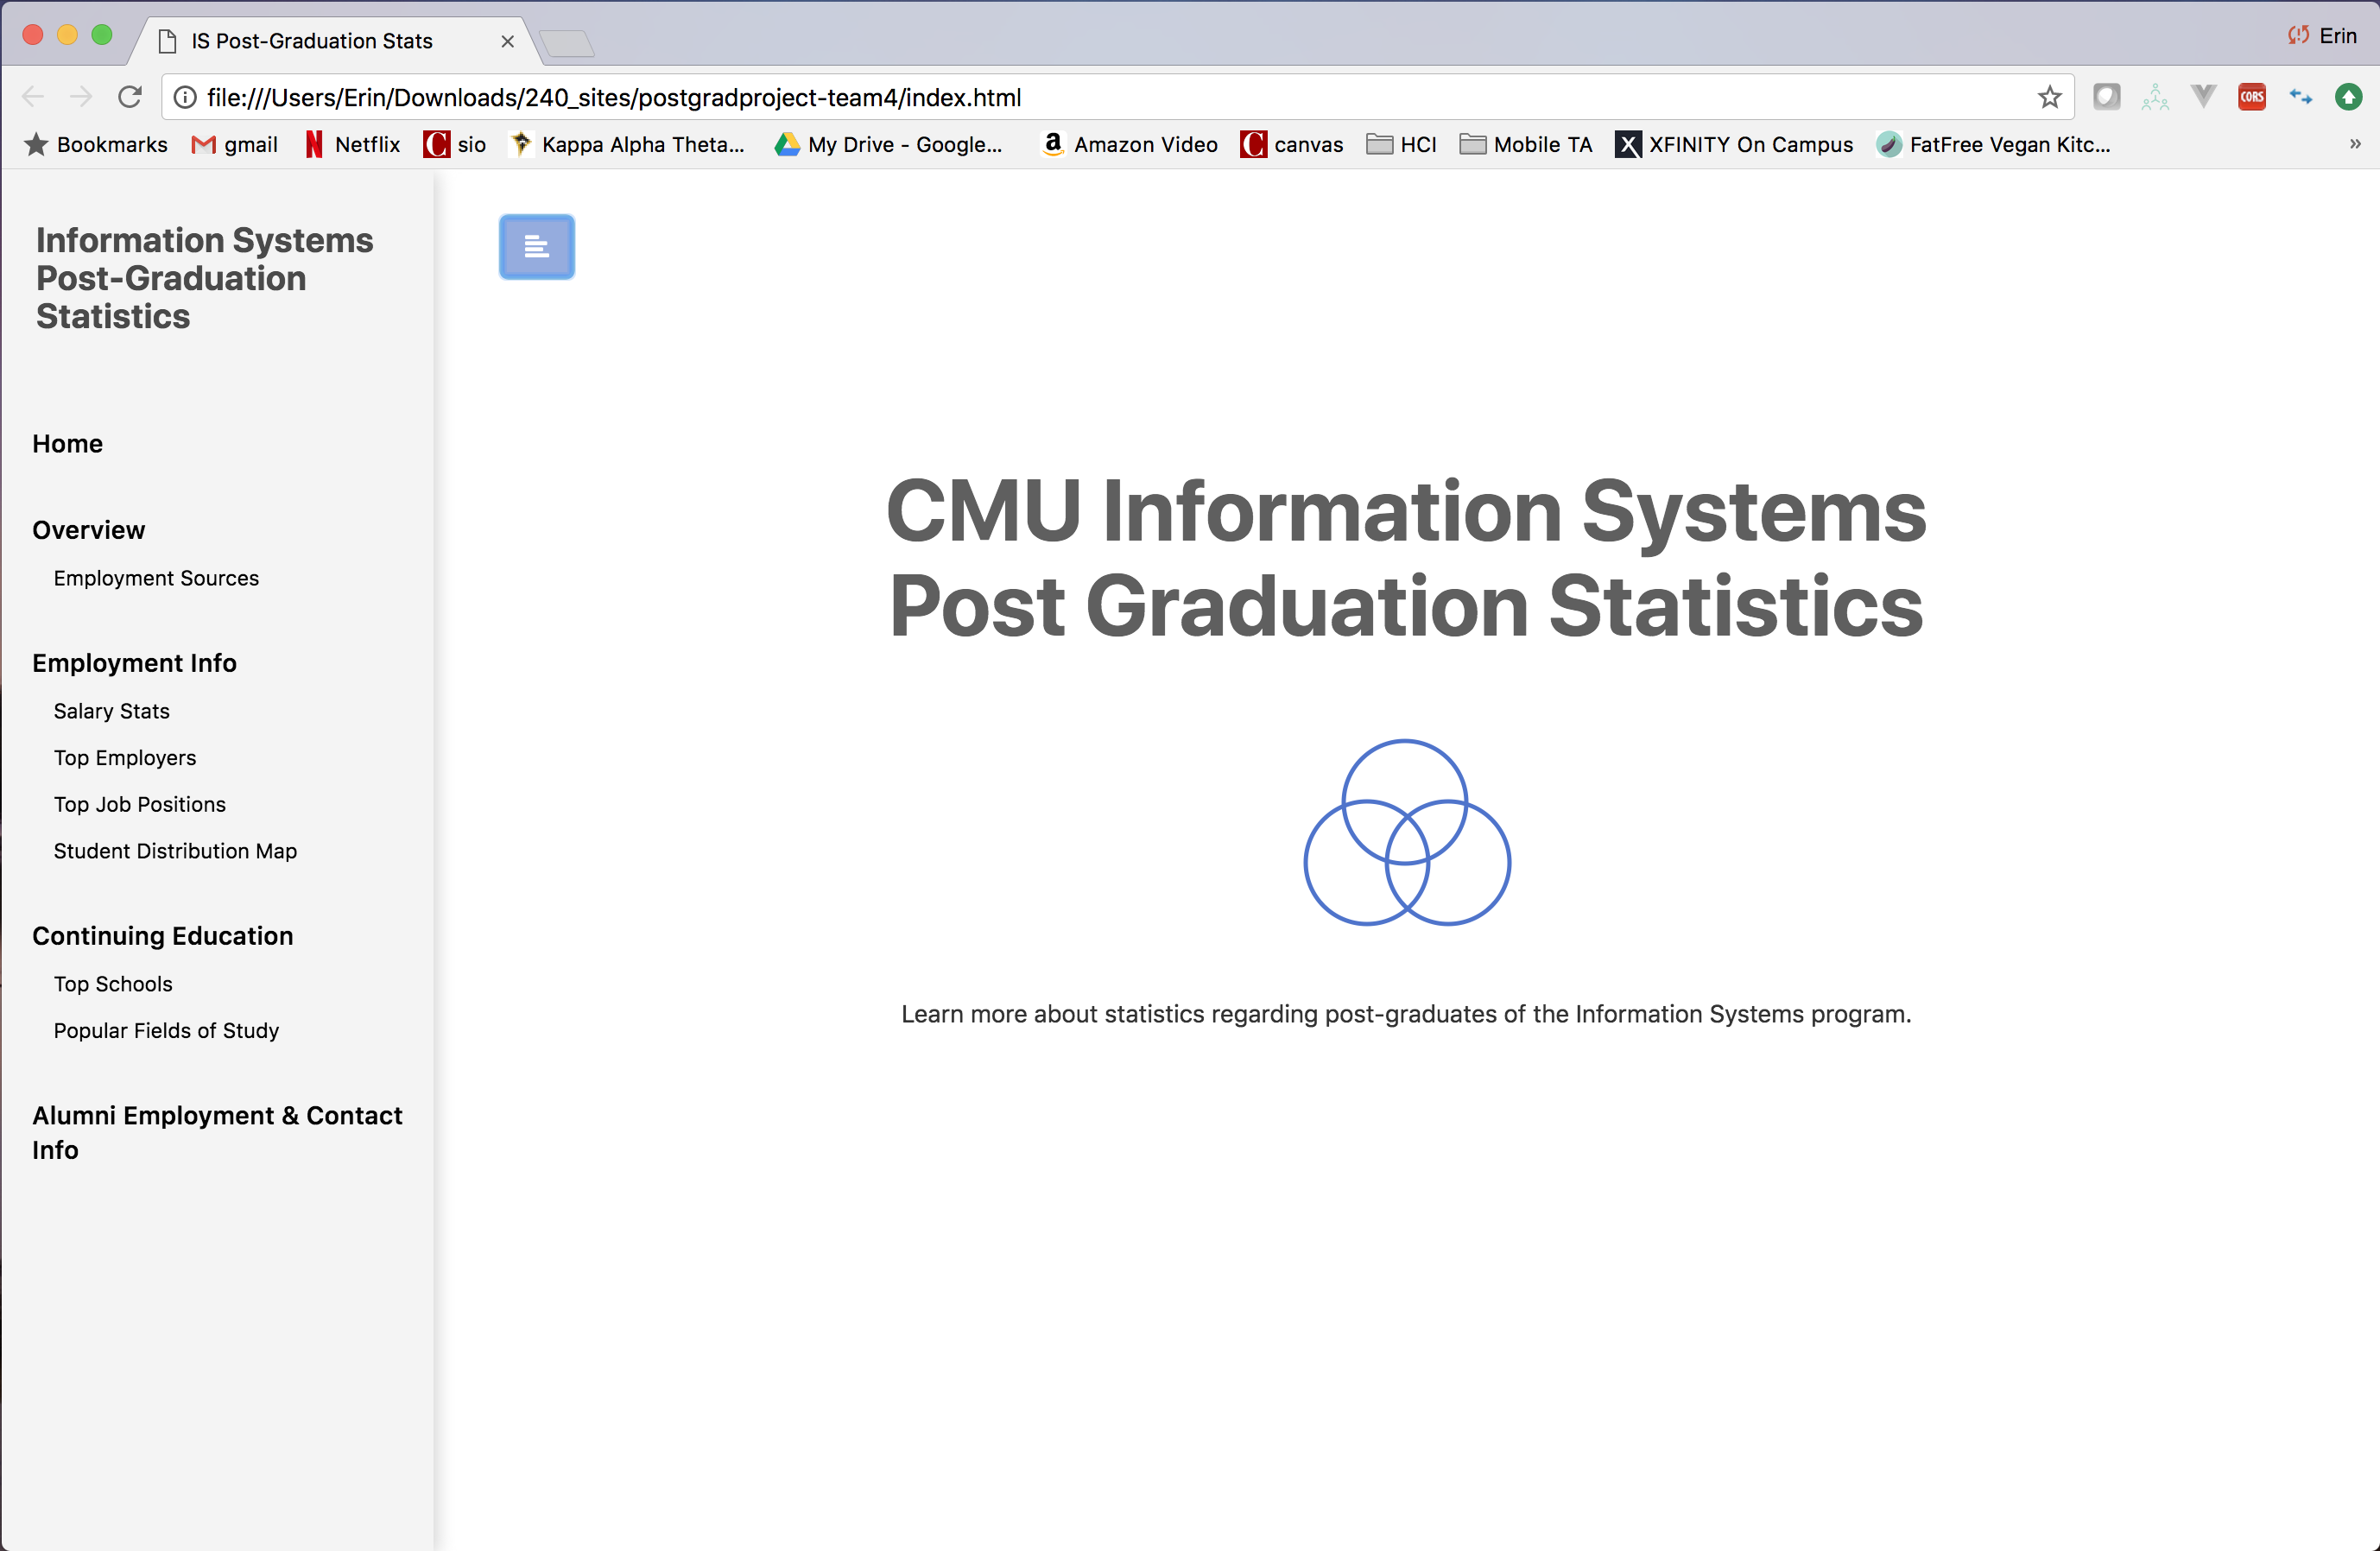 IS Post-Graduation Stats
Erin
file:///Users/Erin/Downloads/240_sites/postgradproject-team4/index.html
CORS
Bookmarks gmail Netflix sio Kappa Alpha Theta... My Drive - Google... Amazon Video canvas HCI Mobile TA XFINITY On Campus FatFree Vegan Kitc... »
Information Systems
Post-Graduation
Statistics
Home
Overview
Employment Sources
Employment Info
Salary Stats
Top Employers
Top Job Positions
Student Distribution Map
Continuing Education
Top Schools
Popular Fields of Study
Alumni Employment & Contact
Info
CMU Information Systems
Post Graduation Statistics
Learn more about statistics regarding post-graduates of the Information Systems program.